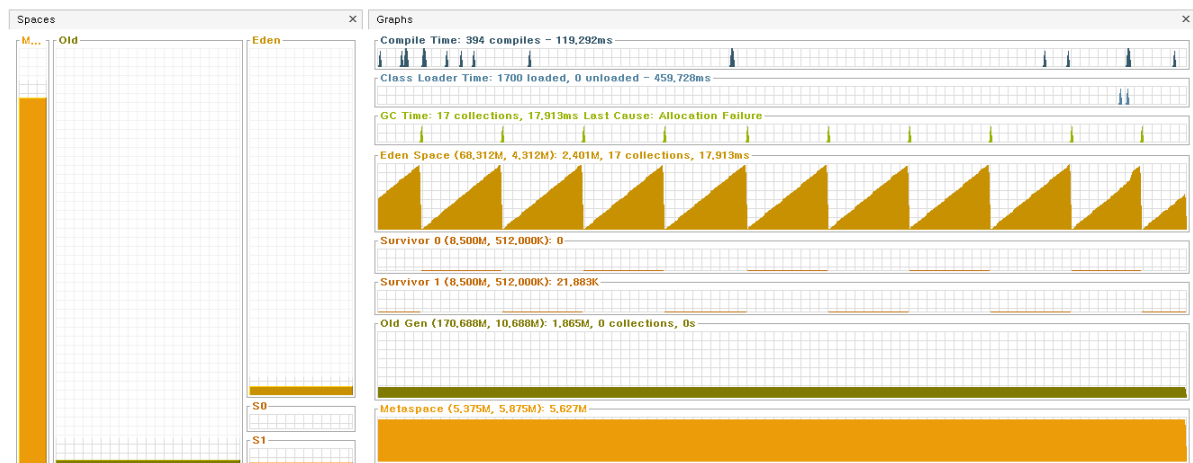 Spaces
M...
Old
Eden
S0
S1
Graphs
Compile Time: 394 compiles - 119,292ms
Class Loader Time: 1700 loaded, 0 unloaded - 459,728ms
GC Time: 17 collections, 17,913ms Last Cause: Allocation Failure
Eden Space (68,312M, 4,312M): 2,401M, 17 collections, 17,913ms
Survivor 0 (8,500M, 512,000K): 0
Survivor 1 (8,500M, 512,000K): 21,883K
Old Gen (170,688M, 10,688M): 1,865M, 0 collections, 0s
Metaspace (5,375M, 5,875M): 5,627M